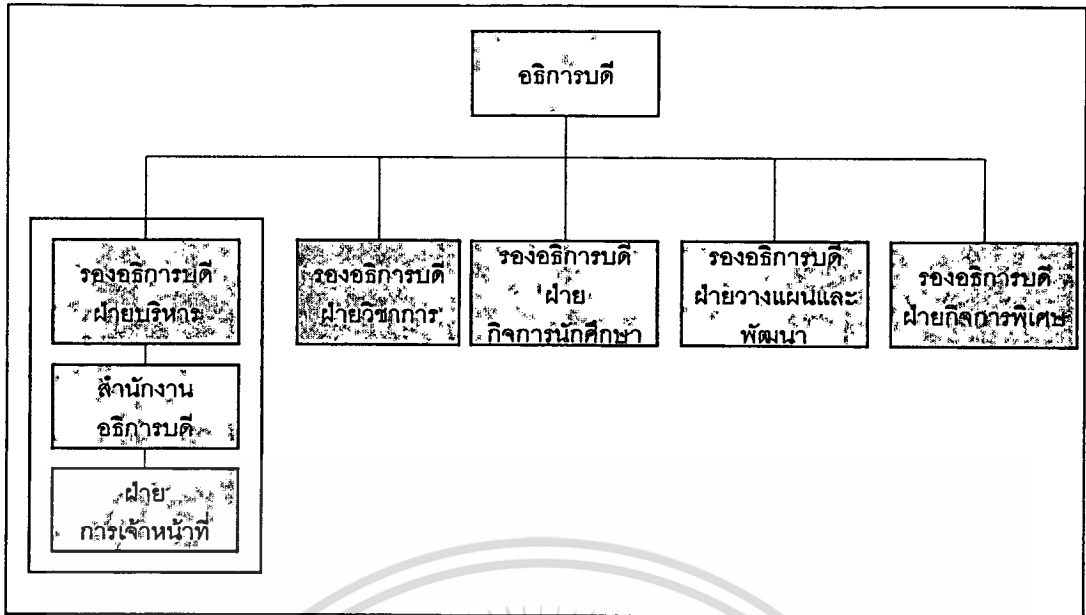 อธิการบดี
รองอธิการบดี
ฝ่ายบริหาร
รองอธิการบดี
ฝ่ายวิชาการ
รองอธิการบดี
ฝ่าย
กิจการนักศึกษา
รองอธิการบดี
ฝ่ายวางแผนและ
พัฒนา
รองอธิการบดี
ฝ่ายกิจการพิเศษ
สำนักงาน
อธิการบดี
ฝ่าย
การเจ้าหน้าที่